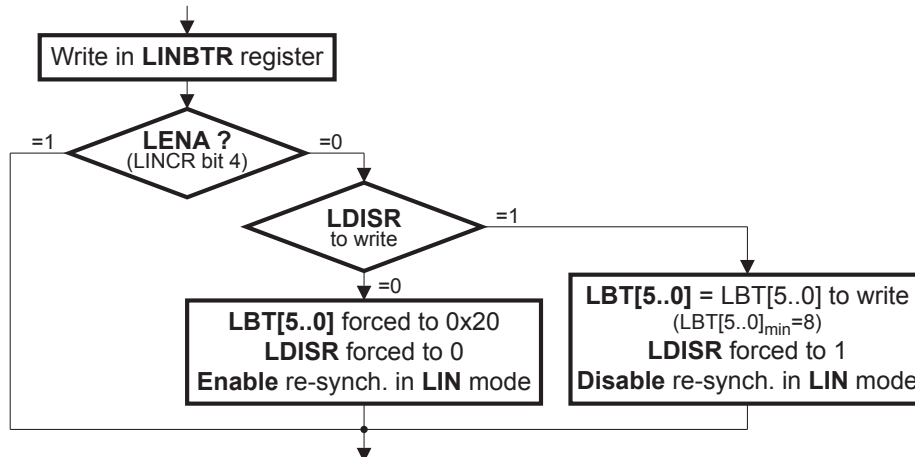 Write in LINBTR register
=1
LENA ?
=0
(LINCR bit 4)
LDISR
to write
=1
=0
LBT[5..0] forced to 0x20
LDISR forced to 0
Enable re-synch. in LIN mode
LBT[5..0] = LBT[5..0] to write
(LBT[5..0]min=8)
LDISR forced to 1
Disable re-synch. in LIN mode